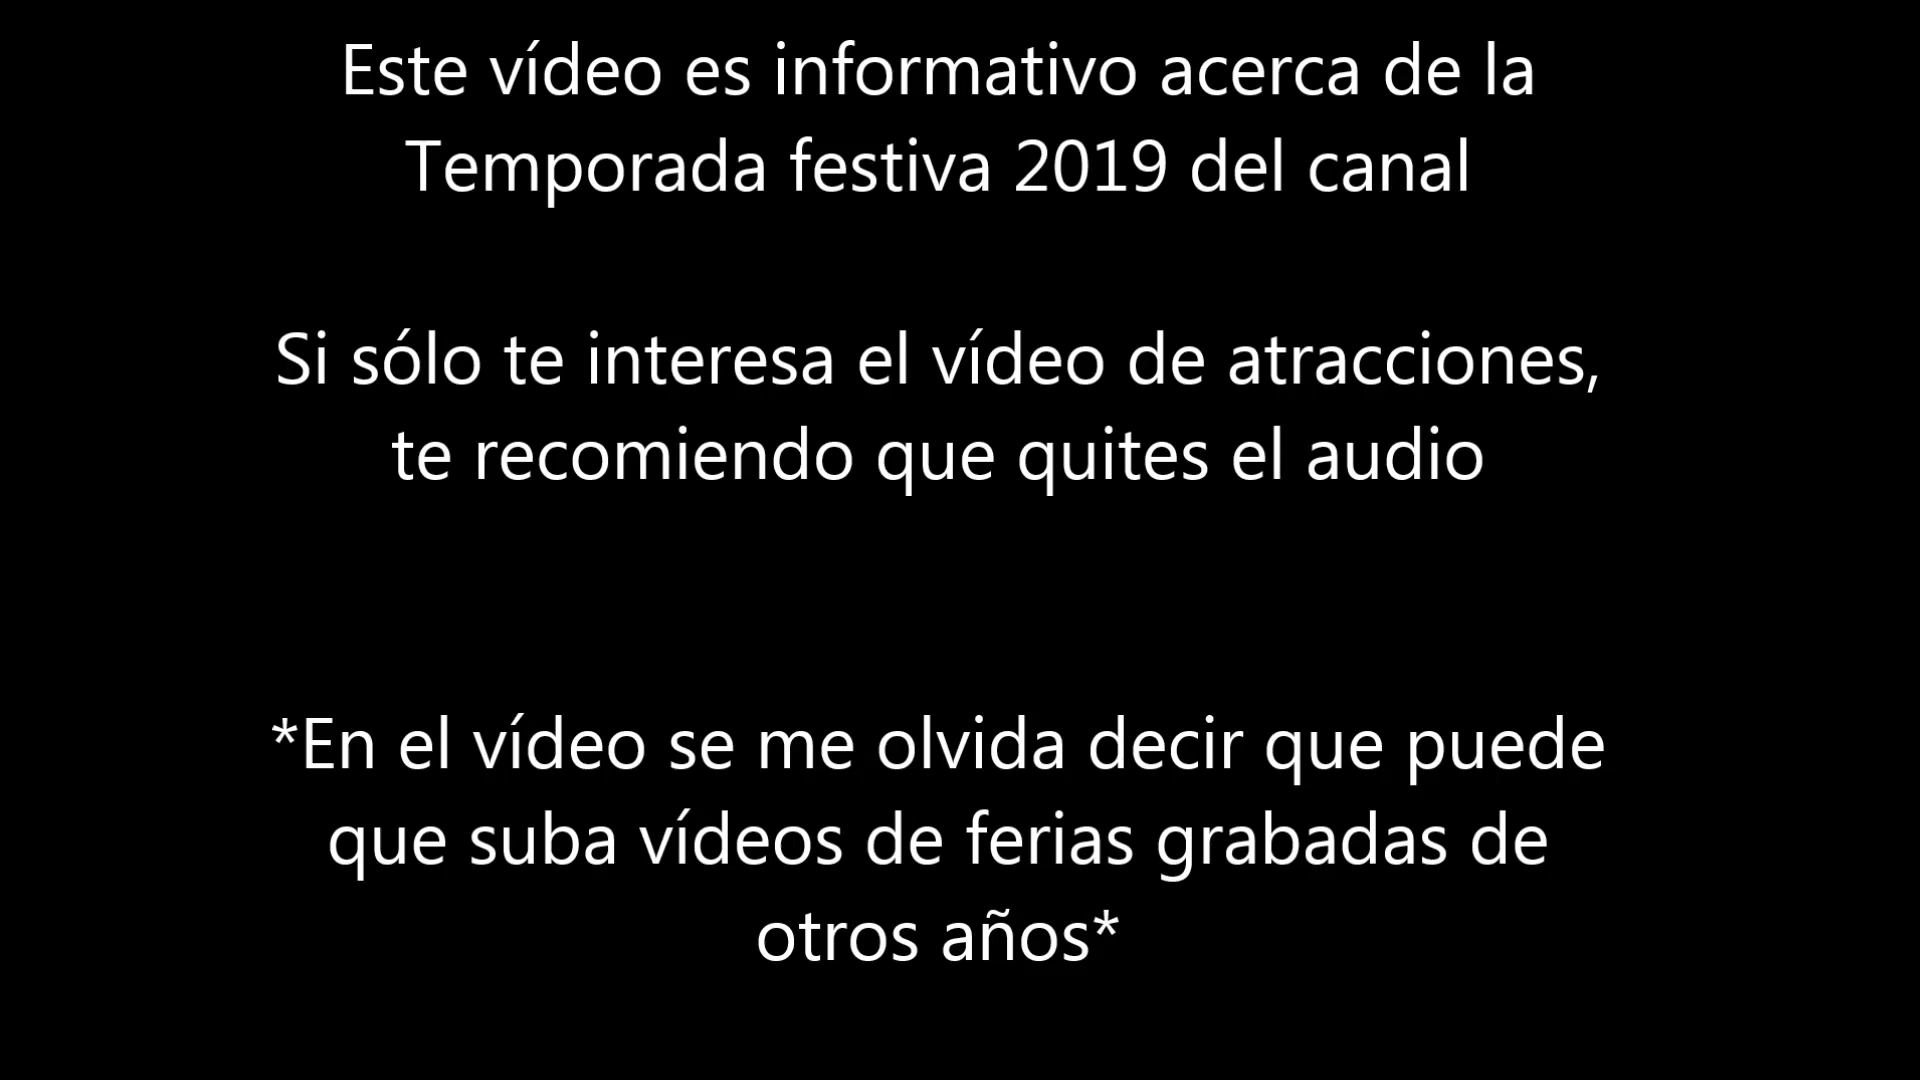 Este vídeo es informativo acerca de la
Temporada festiva 2019 del canal
Si sólo te interesa el vídeo de atracciones,
te recomiendo que quites el audio
*En el vídeo se me olvida decir que puede
que suba vídeos de ferias grabadas de
otros años*